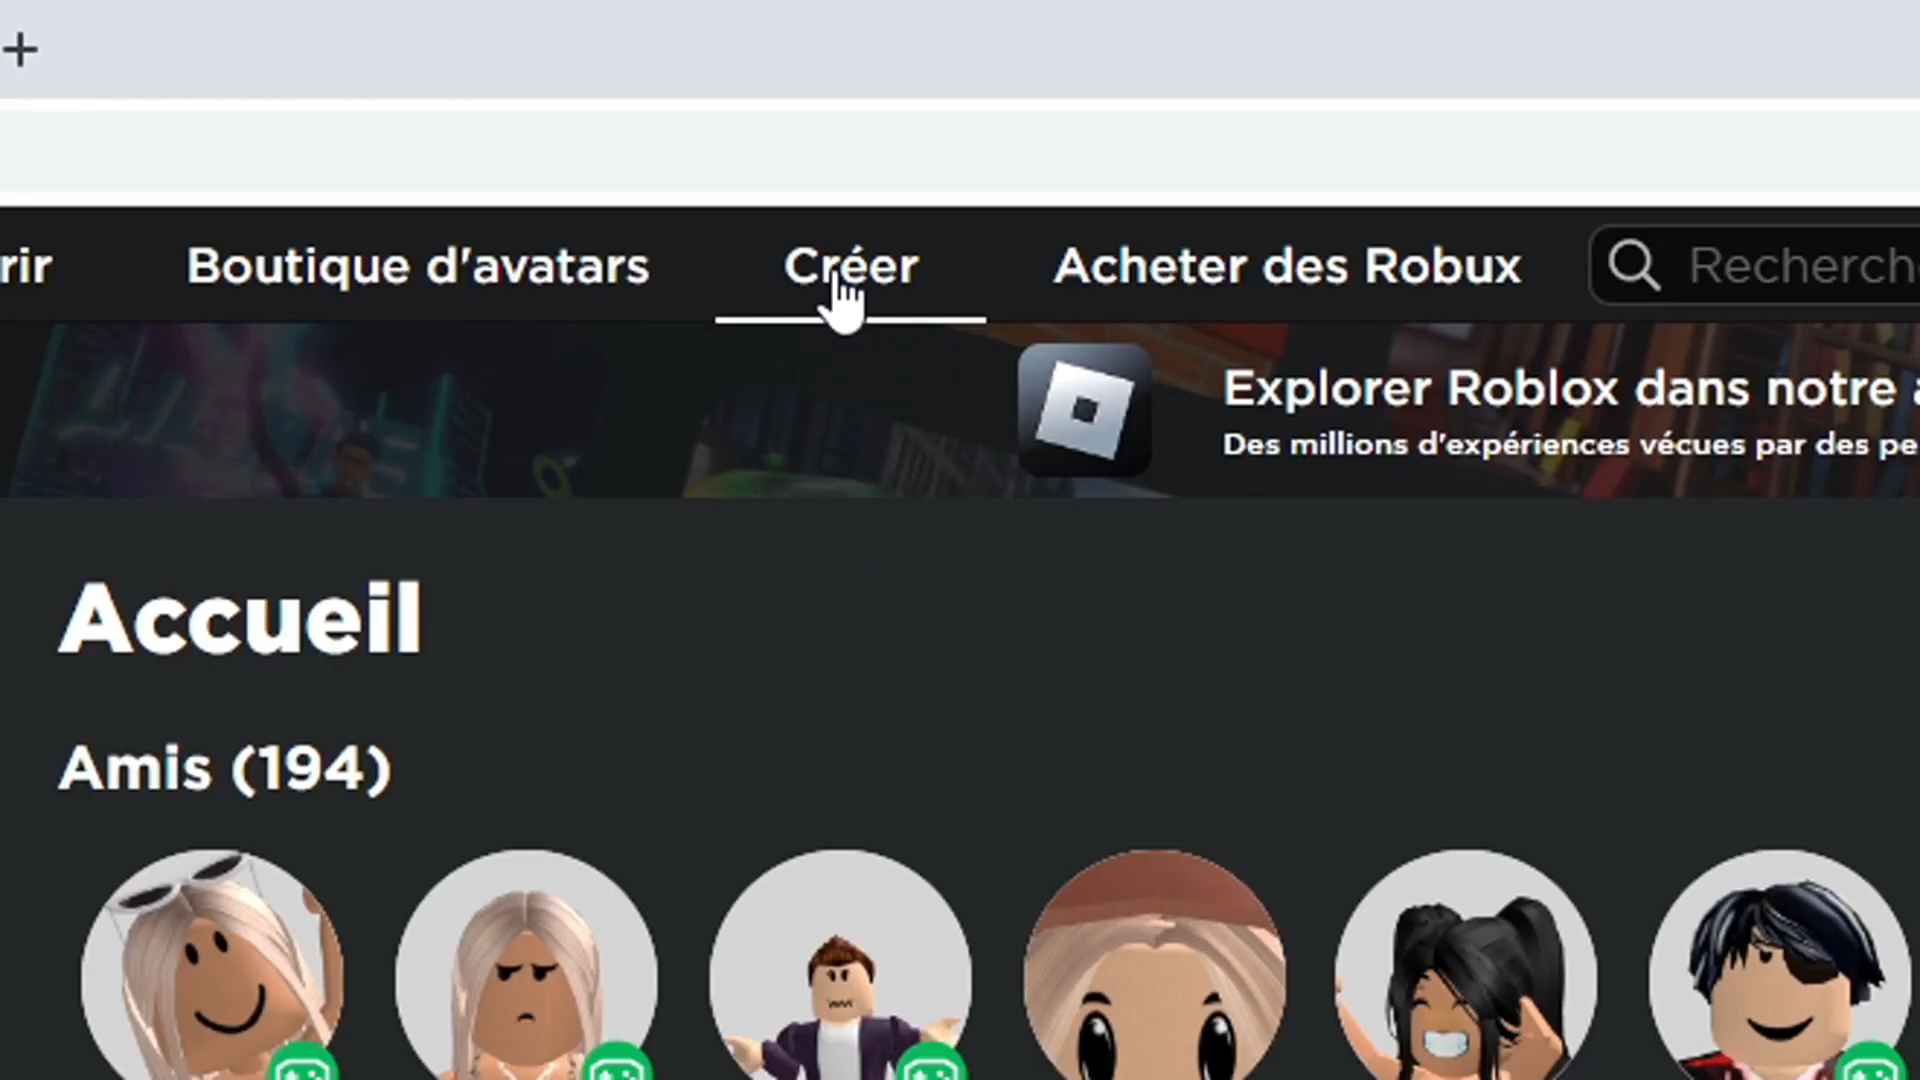 +
rir Boutique d'avatars Créer Acheter des Robux Recherch
Explorer Roblox dans notre a
Des millions d'expériences vécues par des pe
Accueil
Amis (194)